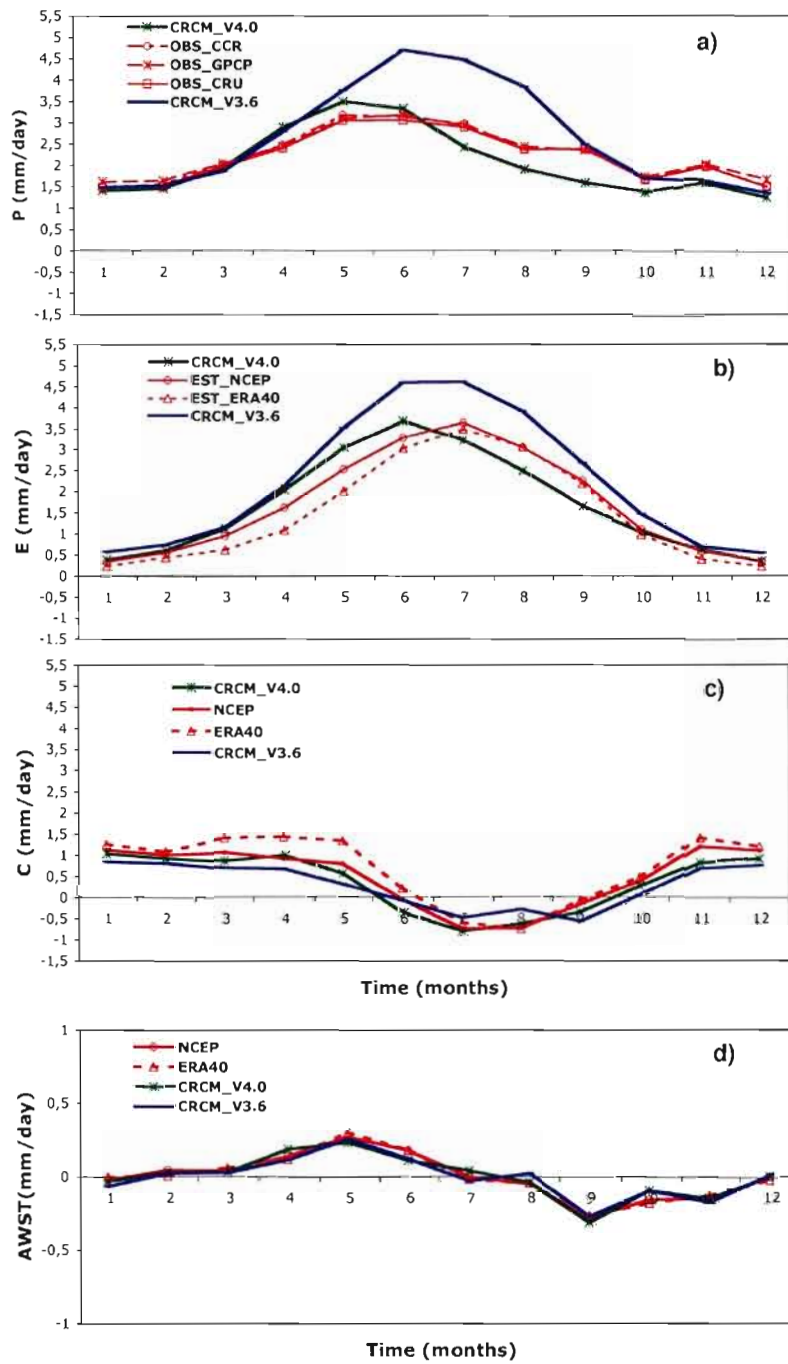 a)
CRCM_V4.0
OBS_CCR
OBS_GPCP
OBS_CRU
CRCM_V3.6
P (mm/day)
5,5
5
4,5
4
3,5
3
2,5
2
1,5
1
0,5
0
-0,5
-1
-1,5
1 2 3 4 5 6 7 8 9 10 11 12
b)
CRCM_V4.0
EST_NCEP
EST_ERA40
CRCM_V3.6
E (mm/day)
5,5
5
4,5
4
3,5
3
2,5
2
1,5
1
0,5
0
-0,5
-1
-1.5
1 2 3 4 5 6 7 8 9 10 11 12
c)
CRCM_V4.0
NCEP
ERA40
CRCM_V3.6
C (mm/day)
5,5
5
4,5
4
3,5
3
2,5
2
1,5
1
0,5
0
-0,5
-1
-1,5
1 2 3 4 5 6 7 8 9 10 11 12
Time (months)
d)
NCEP
ERA40
CRCM_V4.0
CRCM_V3.6
AWST(mm/day)
1
0,5
0
-0,5
-1
1 2 3 4 5 6 7 8 9 10 11 12
Time (months)